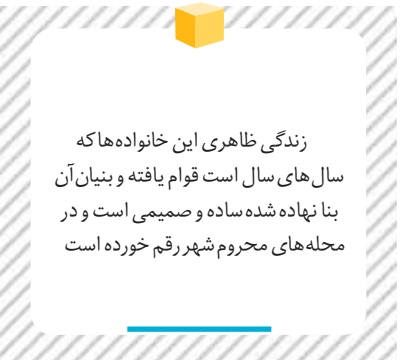 زندگی ظاهری این خانواده‌ها که
سال‌های سال است قوام یافته و بنیان آن
بنا نهاده شده ساده و صمیمی است و در
محله‌های محروم شهر رقم خورده است